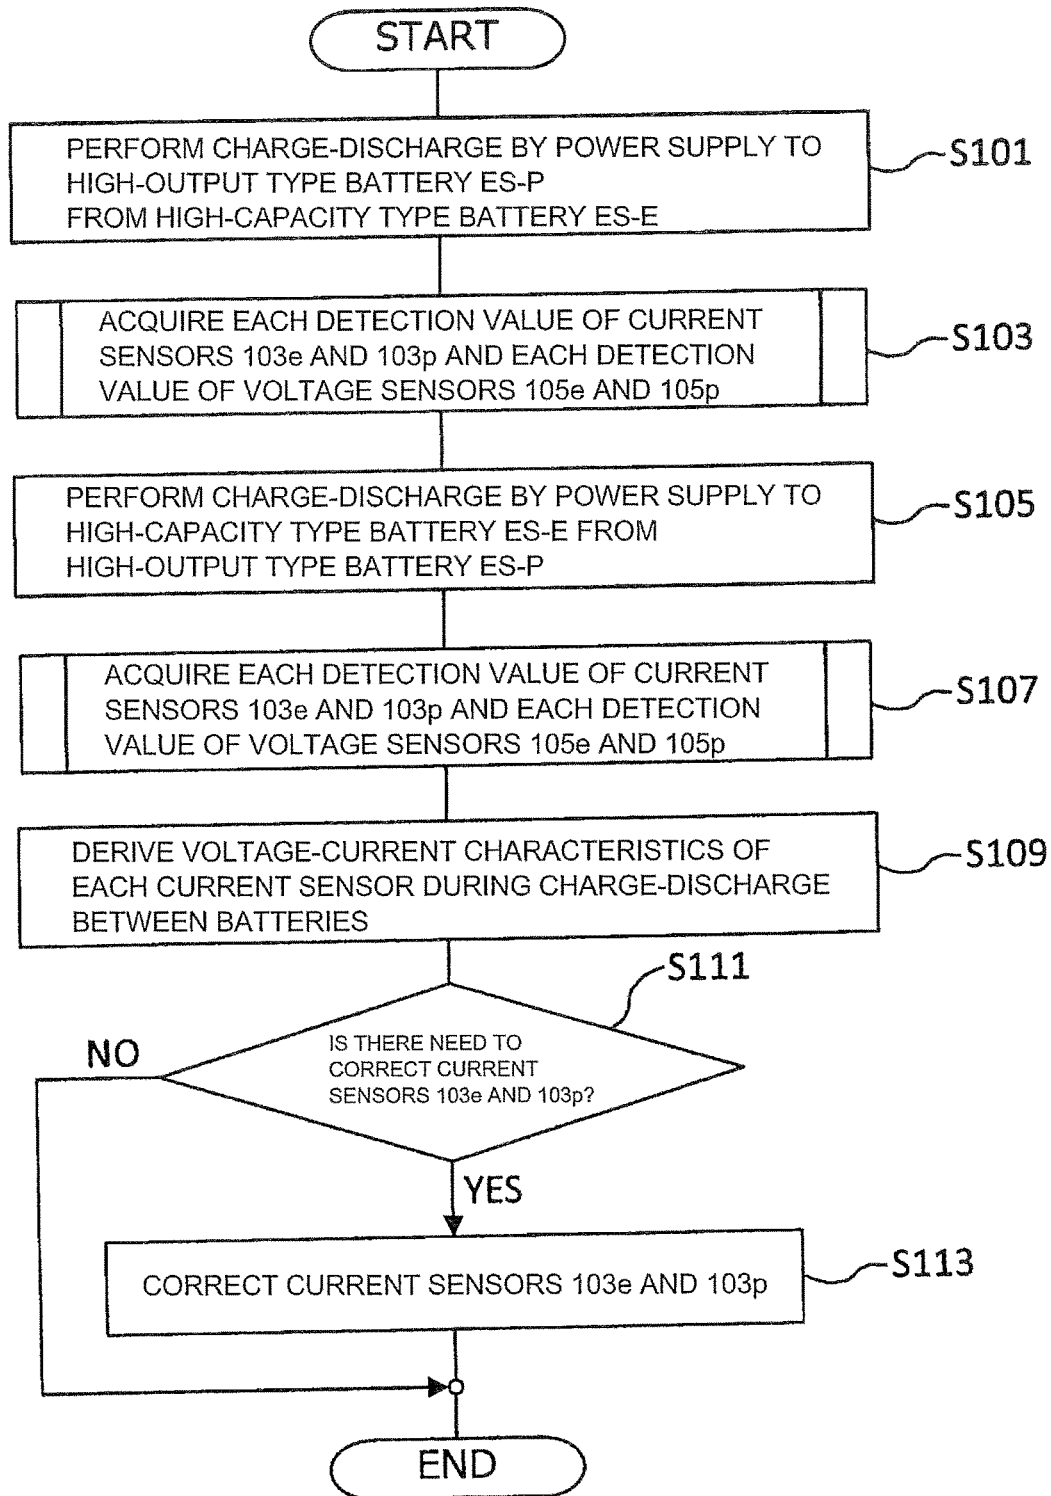 START
PERFORM CHARGE-DISCHARGE BY POWER SUPPLY TO
HIGH-OUTPUT TYPE BATTERY ES-P
FROM HIGH-CAPACITY TYPE BATTERY ES-E
S101
ACQUIRE EACH DETECTION VALUE OF CURRENT
SENSORS 103e AND 103p AND EACH DETECTION
VALUE OF VOLTAGE SENSORS 105e AND 105p
S103
PERFORM CHARGE-DISCHARGE BY POWER SUPPLY TO
HIGH-CAPACITY TYPE BATTERY ES-E FROM
HIGH-OUTPUT TYPE BATTERY ES-P
S105
ACQUIRE EACH DETECTION VALUE OF CURRENT
SENSORS 103e AND 103p AND EACH DETECTION
VALUE OF VOLTAGE SENSORS 105e AND 105p
S107
DERIVE VOLTAGE-CURRENT CHARACTERISTICS OF
EACH CURRENT SENSOR DURING CHARGE-DISCHARGE
BETWEEN BATTERIES
S109
S111
IS THERE NEED TO
CORRECT CURRENT
SENSORS 103e AND 103p?
NO
YES
CORRECT CURRENT SENSORS 103e AND 103p
S113
END